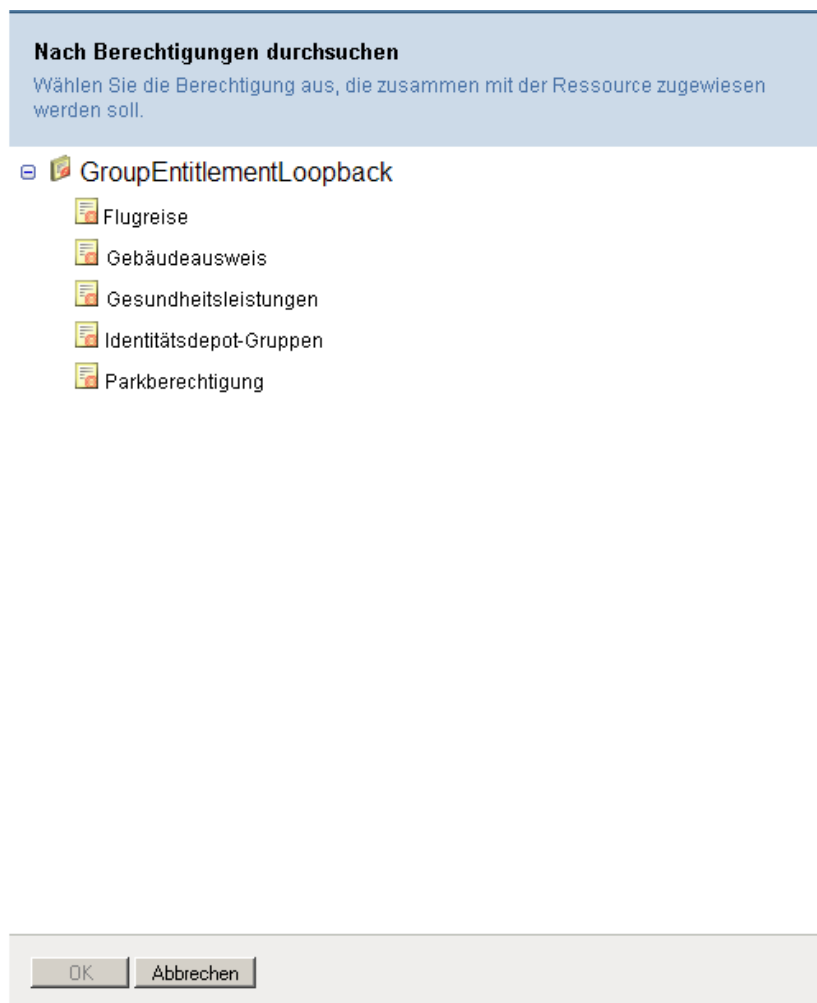 Nach Berechtigungen durchsuchen
Wählen Sie die Berechtigung aus, die zusammen mit der Ressource zugewiesen
werden soll.
GroupEntitlementLoopback
Flugreise
Gebäudeausweis
Gesundheitsleistungen
Identitätsdepot-Gruppen
Parkberechtigung
OK Abbrechen